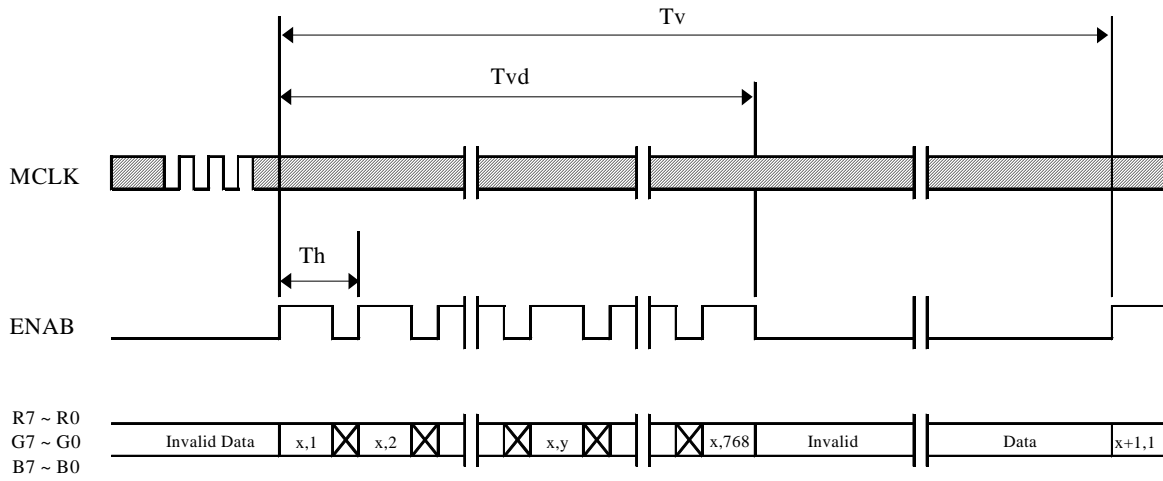 Tv
Tvd
MCLK
Th
ENAB
R7 ~ R0
G7 ~ G0
B7 ~ B0
Invalid Data
x,1
x,2
x,y
x,768
Invalid
Data
x+1,1